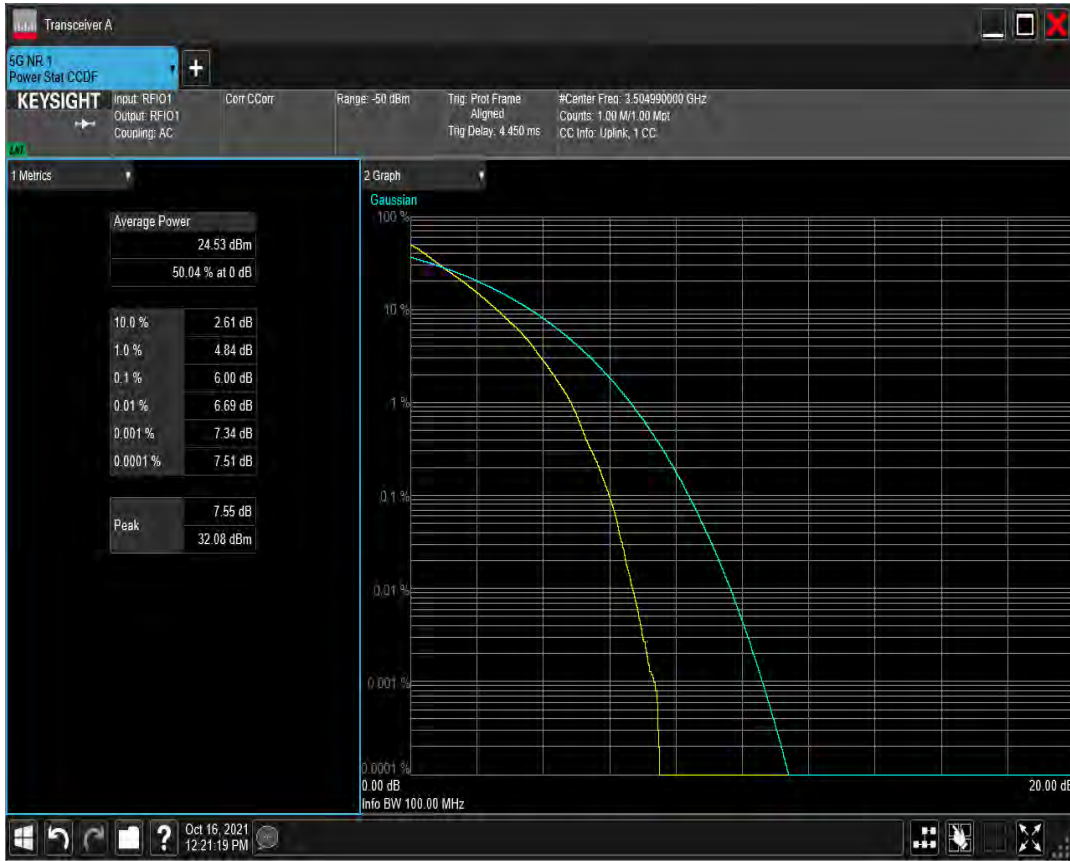 Transceiver A
5G NR 1
Power Stat CCDF
+
KEYSIGHT
Input: RFIO1
Output: RFIO1
Coupling: AC
Corr CCorr
Range: -50 dBm
Trig: Prot Frame
Aligned
Trig Delay: 4.450 ms
#Center Freq: 3.504990000 GHz
Counts: 1.00 M/1.00 Mpt
CC Info: Uplink, 1 CC
1 Metrics
Average Power
24.53 dBm
50.04 % at 0 dB
10.0 % 2.61 dB
1.0 % 4.84 dB
0.1 % 6.00 dB
0.01 % 6.69 dB
0.001 % 7.34 dB
0.0001 % 7.51 dB
Peak 7.55 dB
32.08 dBm
2 Graph
Gaussian
100 %
10 %
1 %
0.1 %
0.01 %
0.001 %
0.0001 %
0.00 dB
20.00 dB
Info BW 100.00 MHz
?
Oct 16, 2021
12:21:19 PM